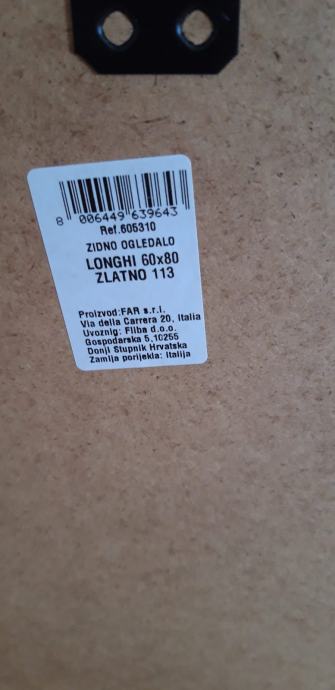 8 006449 639643
Ref.605310
ZIDNO OGLEDALO
LONGHI 60x80
ZLATNO 113
Proizvod:FAR s.r.l.
Via della Carrera 20, Italia
Uvoznig: Fliba d.o.o.
Gospodarska 5,10255
Donji Stupnik Hrvatska
Zamlja porijekla: Italija